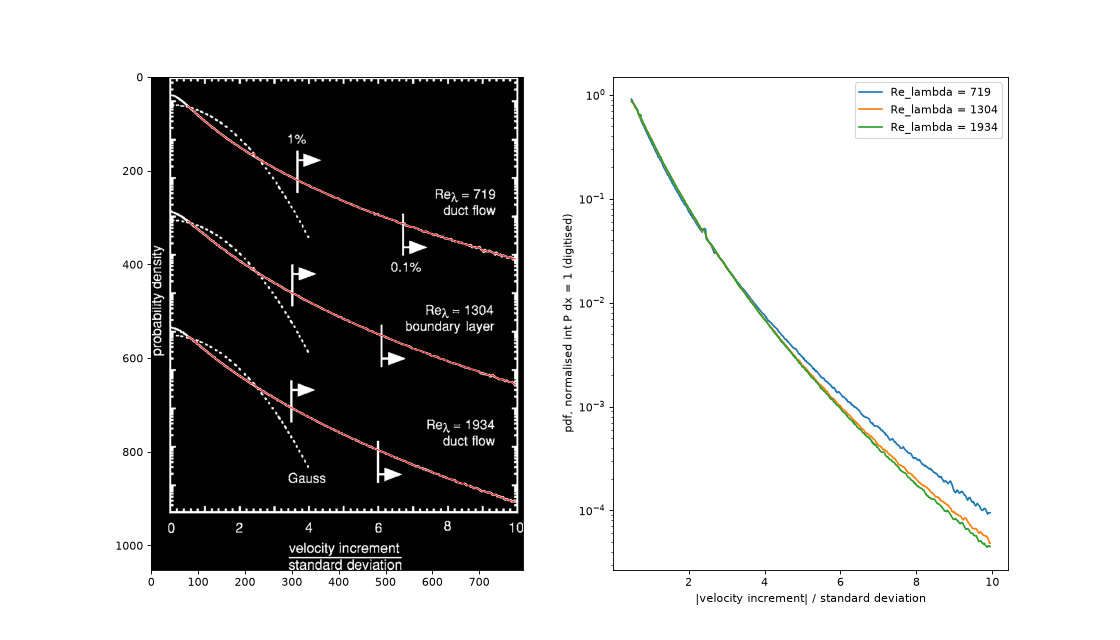 0
200
400
600
800
1000
0
100
200
300
400
500
600
700
probability density
1%
Reλ = 719
duct flow
0.1%
Reλ = 1304
boundary layer
Reλ = 1934
duct flow
Gauss
0
2
4
6
8
10
velocity increment
standard deviation
pdf, normalised int P dx = 1 (digitised)
10⁰
10⁻¹
10⁻²
10⁻³
10⁻⁴
Re_lambda = 719
Re_lambda = 1304
Re_lambda = 1934
2
4
6
8
10
|velocity increment| / standard deviation